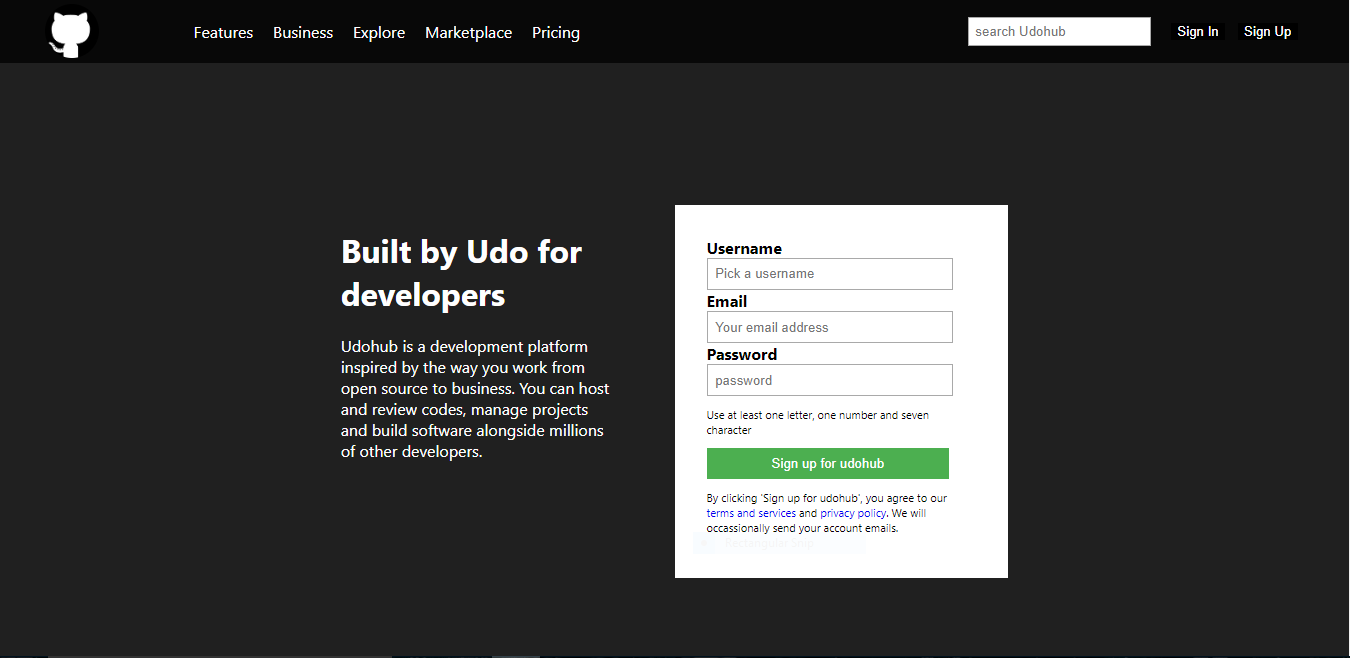 Features Business Explore Marketplace Pricing search Udohub Sign In Sign Up
Built by Udo for
developers
Udohub is a development platform
inspired by the way you work from
open source to business. You can host
and review codes, manage projects
and build software alongside millions
of other developers.
Username
Pick a username
Email
Your email address
Password
password
Use at least one letter, one number and seven
character
Sign up for udohub
By clicking 'Sign up for udohub', you agree to our
terms and services and privacy policy. We will
occassionally send your account emails.